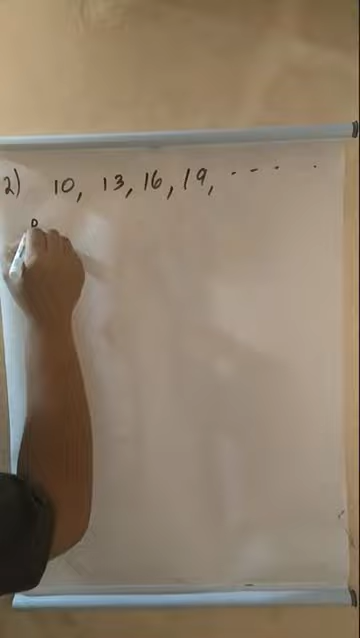 2) 10, 13, 16, 19, - - - .